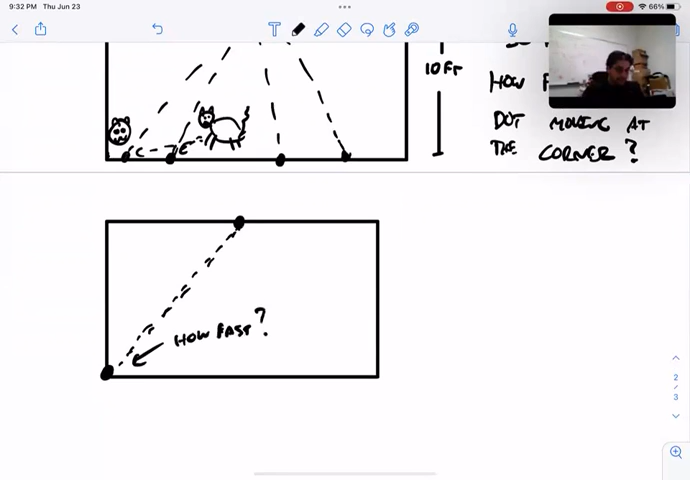 9:32 PM Thu Jun 23
66%
10 FT
HOW
DOT MOVING AT
THE CORNER?
HOW FAST?
2
/
3